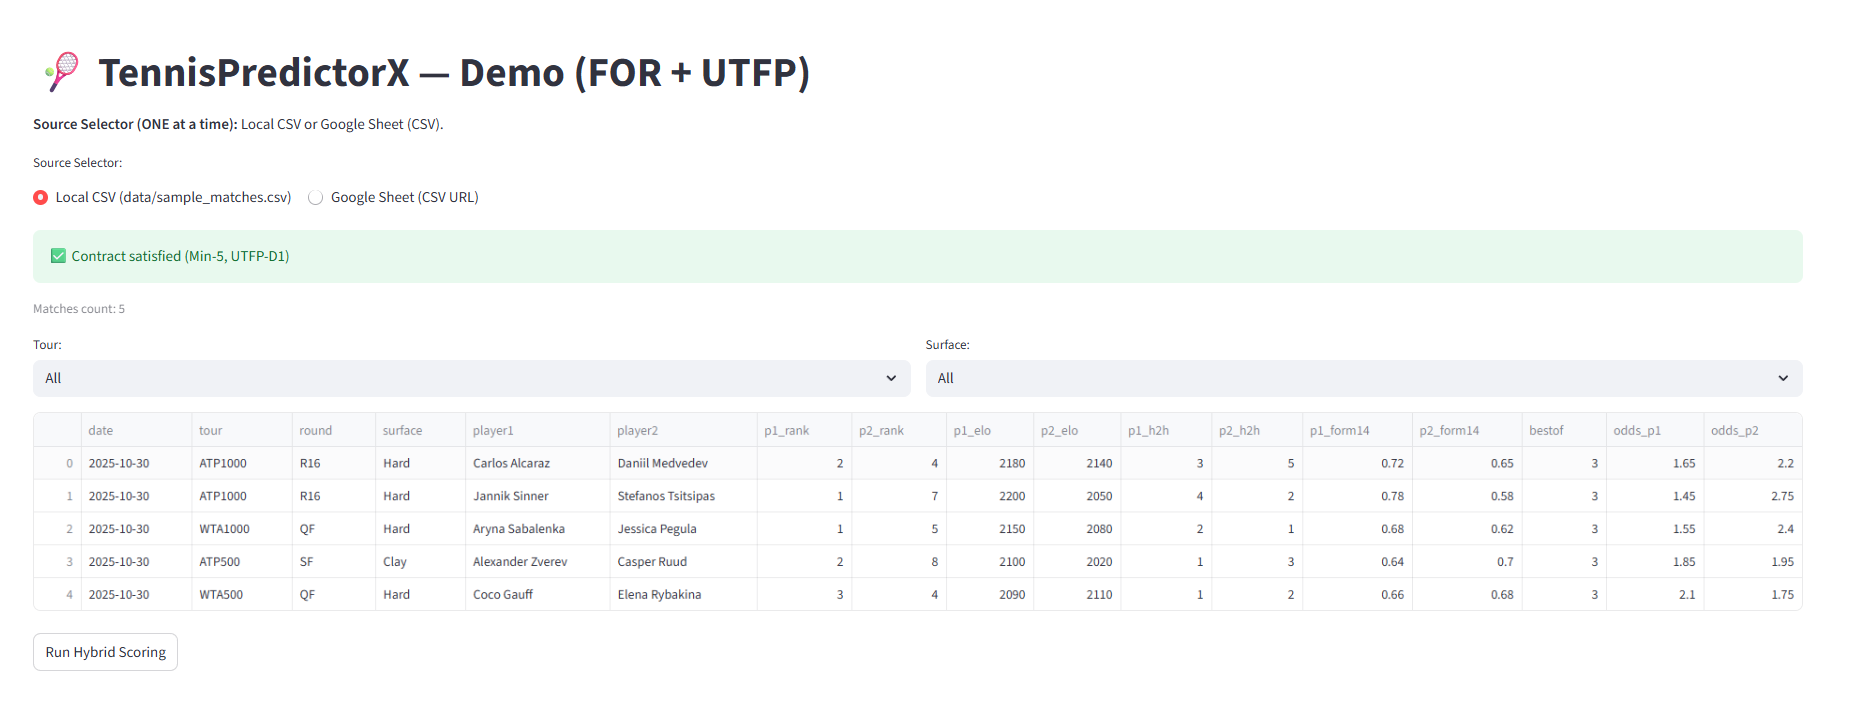 TennisPredictorX — Demo (FOR + UTFP)
Source Selector (ONE at a time): Local CSV or Google Sheet (CSV).
Source Selector:
Local CSV (data/sample_matches.csv) Google Sheet (CSV URL)
Contract satisfied (Min-5, UTFP-D1)
Matches count: 5
Tour: Surface:
All All
date tour round surface player1 player2 p1_rank p2_rank p1_elo p2_elo p1_h2h p2_h2h p1_form14 p2_form14 bestof odds_p1 odds_p2
0 2025-10-30 ATP1000 R16 Hard Carlos Alcaraz Daniil Medvedev 2 4 2180 2140 3 5 0.72 0.65 3 1.65 2.2
1 2025-10-30 ATP1000 R16 Hard Jannik Sinner Stefanos Tsitsipas 1 7 2200 2050 4 2 0.78 0.58 3 1.45 2.75
2 2025-10-30 WTA1000 QF Hard Aryna Sabalenka Jessica Pegula 1 5 2150 2080 2 1 0.68 0.62 3 1.55 2.4
3 2025-10-30 ATP500 SF Clay Alexander Zverev Casper Ruud 2 8 2100 2020 1 3 0.64 0.7 3 1.85 1.95
4 2025-10-30 WTA500 QF Hard Coco Gauff Elena Rybakina 3 4 2090 2110 1 2 0.66 0.68 3 2.1 1.75
Run Hybrid Scoring